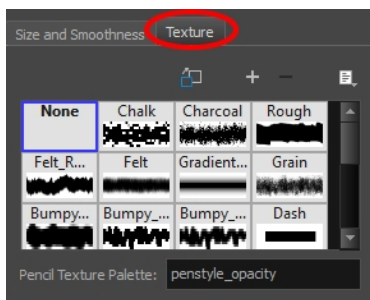 Size and Smoothness Texture
None Chalk Charcoal Rough
Felt_R... Felt Gradient... Grain
Bumpy... Bumpy_... Bumpy_... Dash
Pencil Texture Palette: penstyle_opacity